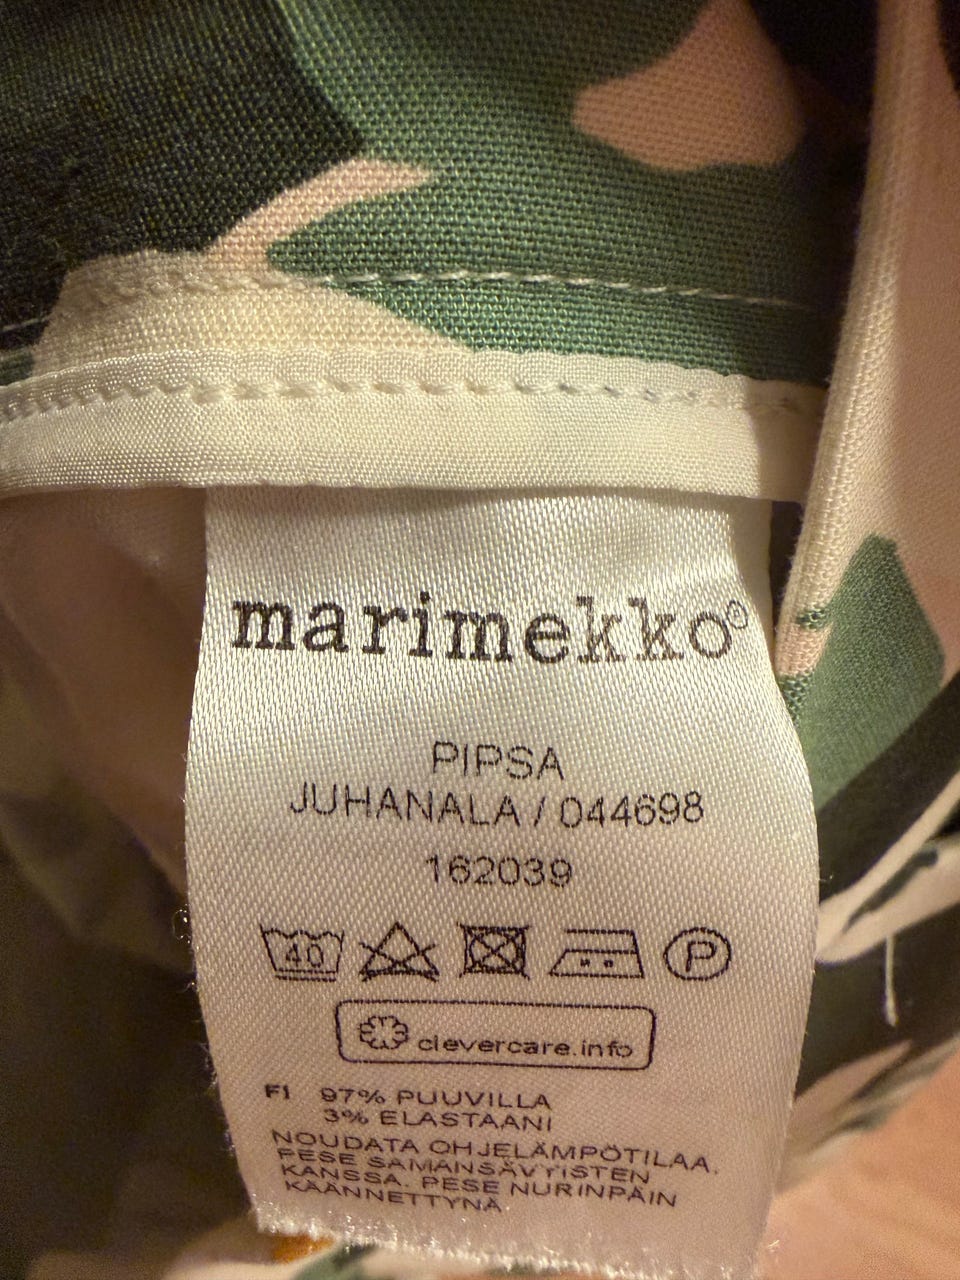 marimekko°
PIPSA
JUHANALA / 044698
162039
40 P
clevercare.info
FI 97% PUUVILLA
3% ELASTAANI
NOUDATA OHJELÄMPÖTILAA.
PESE SAMANSÄVYISTEN
KANSSA. PESE NURINPÄIN
KÄÄNNETTYNÄ